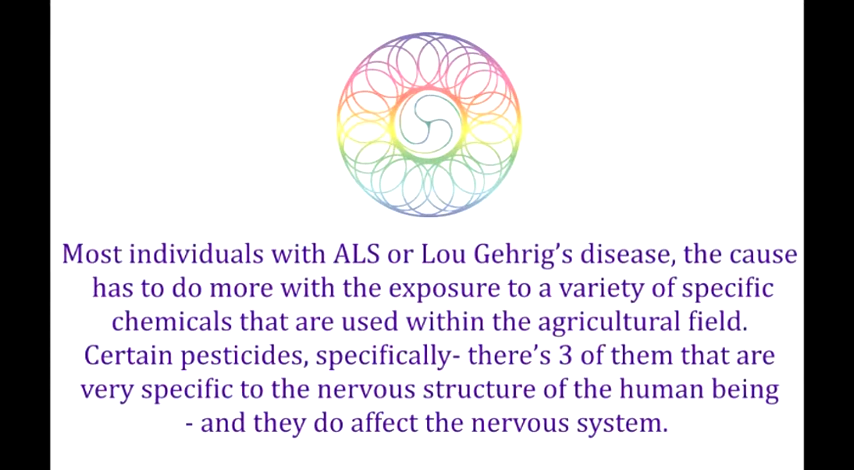 Most individuals with ALS or Lou Gehrig’s disease, the cause
has to do more with the exposure to a variety of specific
chemicals that are used within the agricultural field.
Certain pesticides, specifically- there’s 3 of them that are
very specific to the nervous structure of the human being
- and they do affect the nervous system.